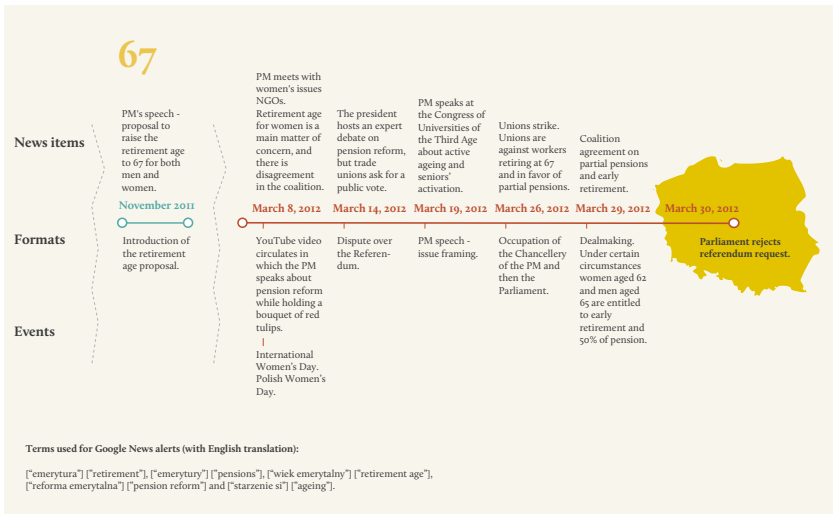 67
News items
PM's speech -
proposal to
raise the
retirement age
to 67 for both
men and
women.
PM meets with
women's issues
NGOs.
Retirement age
for women is a
main matter of
concern, and
there is
disagreement
in the coalition.
The president
hosts an expert
debate on
pension reform,
but trade
unions ask for a
public vote.
PM speaks at
the Congress of
Universities of
the Third Age
about active
ageing and
seniors'
activation.
Unions strike.
Unions are
against workers
retiring at 67
and in favor of
partial pensions.
Coalition
agreement on
partial pensions
and early
retirement.
November 2011
March 8, 2012
March 14, 2012
March 19, 2012
March 26, 2012
March 29, 2012
March 30, 2012
Formats
Introduction of
the retirement
age proposal.
YouTube video
circulates in
which the PM
speaks about
pension reform
while holding a
bouquet of red
tulips.
Dispute over
the Referen-
dum.
PM speech -
issue framing.
Occupation of
the Chancellery
of the PM and
then the
Parliament.
Dealmaking.
Under certain
circumstances
women aged 62
and men aged
65 are entitled
to early
retirement and
50% of pension.
Parliament rejects
referendum request.
Events
International
Women's Day.
Polish Women's
Day.
Terms used for Google News alerts (with English translation):
["emerytura"] ["retirement"], ["emerytury"] ["pensions"], ["wiek emerytalny"] ["retirement age"],
["reforma emerytalna"] ["pension reform"] and ["starzenie si"] ["ageing"].